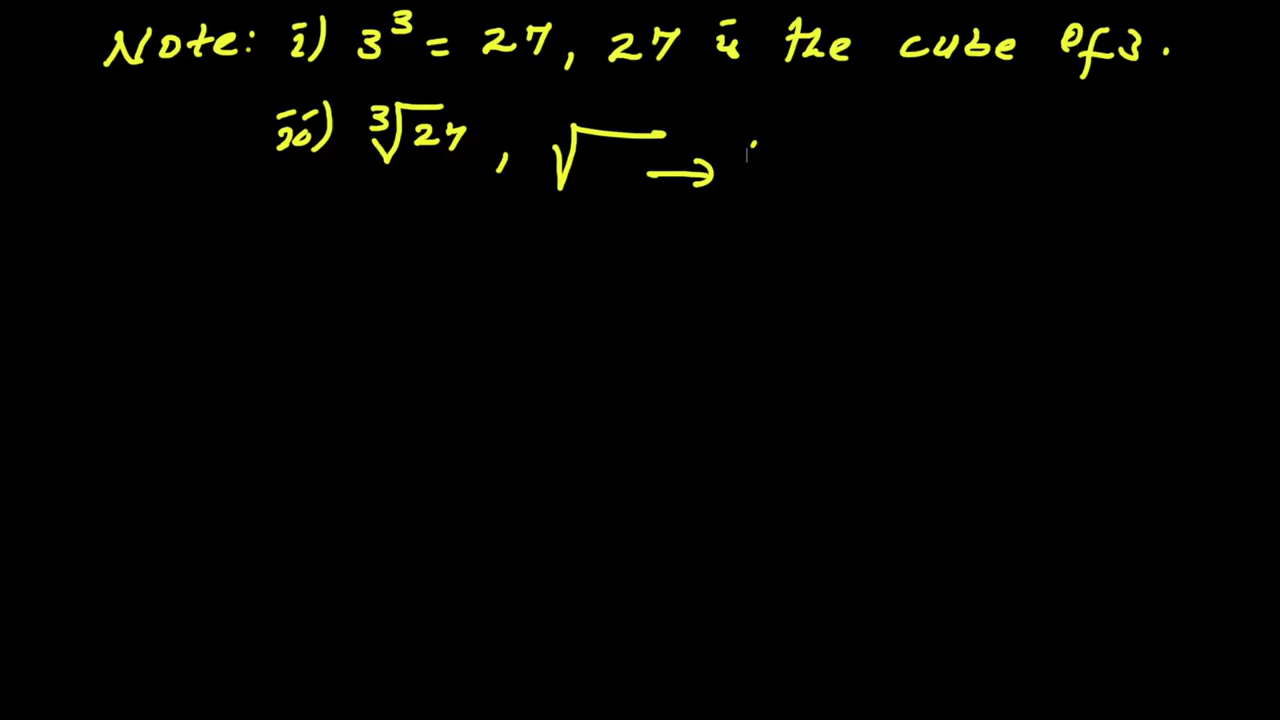 Note: i) 3³ = 27, 27 is the cube of 3.
ii) ∛27, √ →